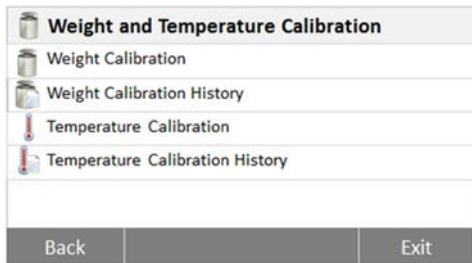 Weight and Temperature Calibration
Weight Calibration
Weight Calibration History
Temperature Calibration
Temperature Calibration History
Back
Exit